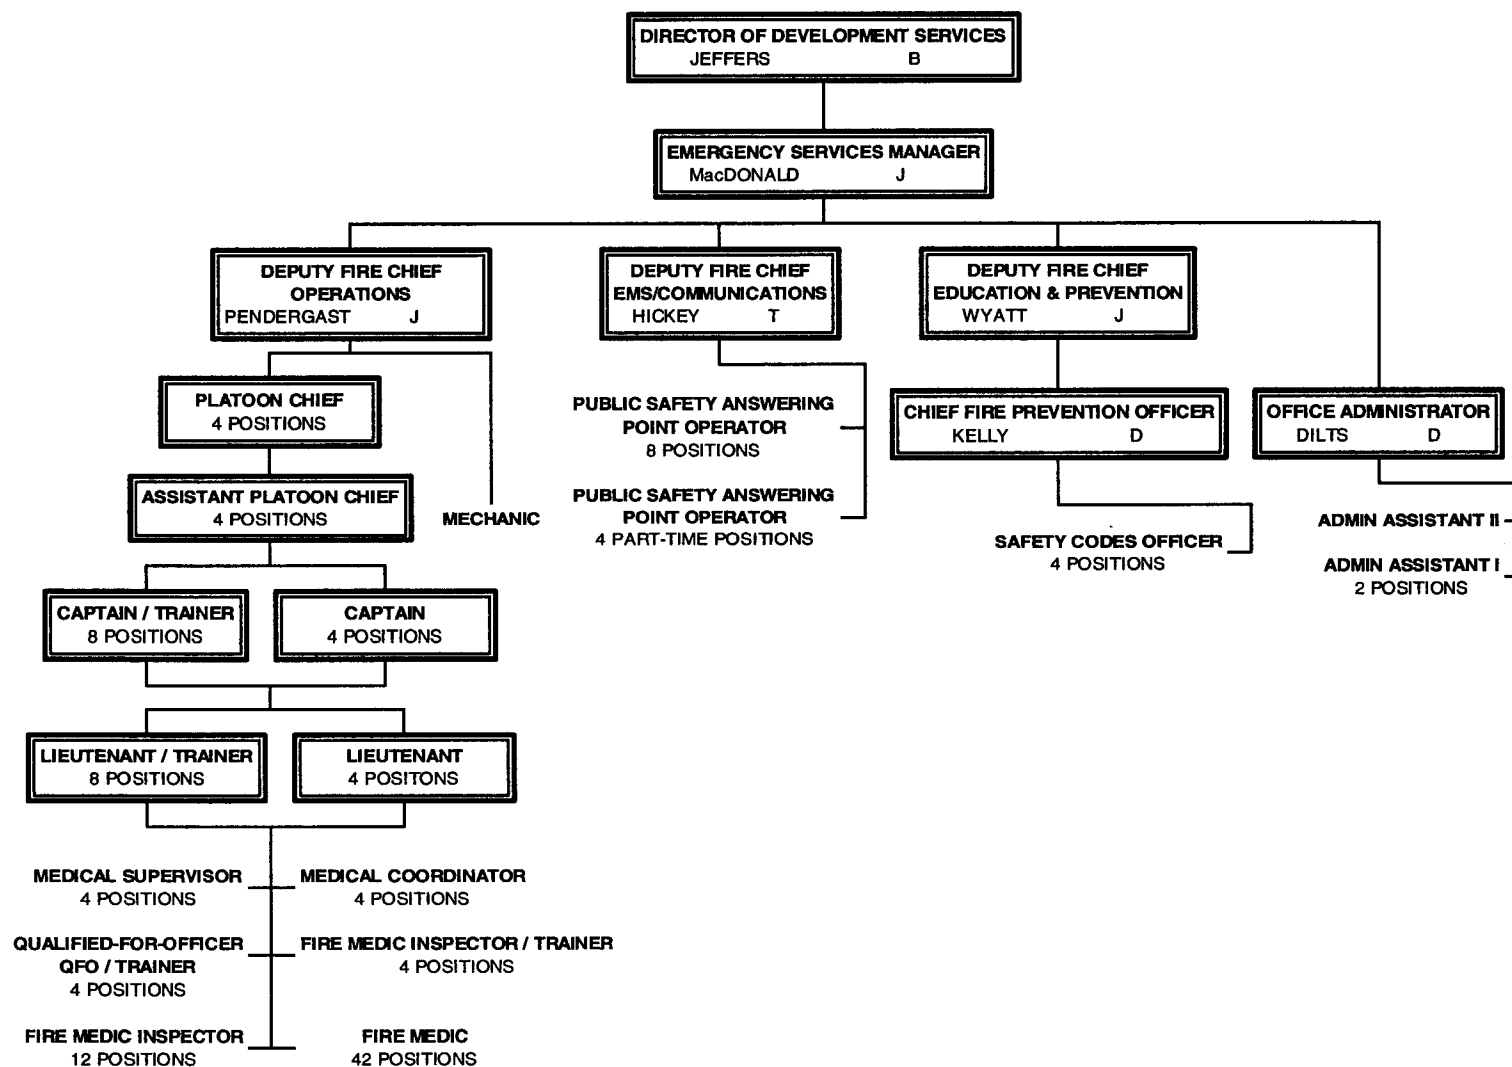 DIRECTOR OF DEVELOPMENT SERVICES
JEFFERS B
EMERGENCY SERVICES MANAGER
MacDONALD J
DEPUTY FIRE CHIEF
OPERATIONS
PENDERGAST J
DEPUTY FIRE CHIEF
EMS/COMMUNICATIONS
HICKEY T
DEPUTY FIRE CHIEF
EDUCATION & PREVENTION
WYATT J
PLATOON CHIEF
4 POSITIONS
PUBLIC SAFETY ANSWERING
POINT OPERATOR
8 POSITIONS
CHIEF FIRE PREVENTION OFFICER
KELLY D
OFFICE ADMINISTRATOR
DILTS D
ASSISTANT PLATOON CHIEF
4 POSITIONS
MECHANIC
PUBLIC SAFETY ANSWERING
POINT OPERATOR
4 PART-TIME POSITIONS
SAFETY CODES OFFICER
4 POSITIONS
ADMIN ASSISTANT II
ADMIN ASSISTANT I
2 POSITIONS
CAPTAIN / TRAINER
8 POSITIONS
CAPTAIN
4 POSITIONS
LIEUTENANT / TRAINER
8 POSITIONS
LIEUTENANT
4 POSITONS
MEDICAL SUPERVISOR
4 POSITIONS
MEDICAL COORDINATOR
4 POSITIONS
QUALIFIED-FOR-OFFICER
QFO / TRAINER
4 POSITIONS
FIRE MEDIC INSPECTOR / TRAINER
4 POSITIONS
FIRE MEDIC INSPECTOR
12 POSITIONS
FIRE MEDIC
42 POSITIONS